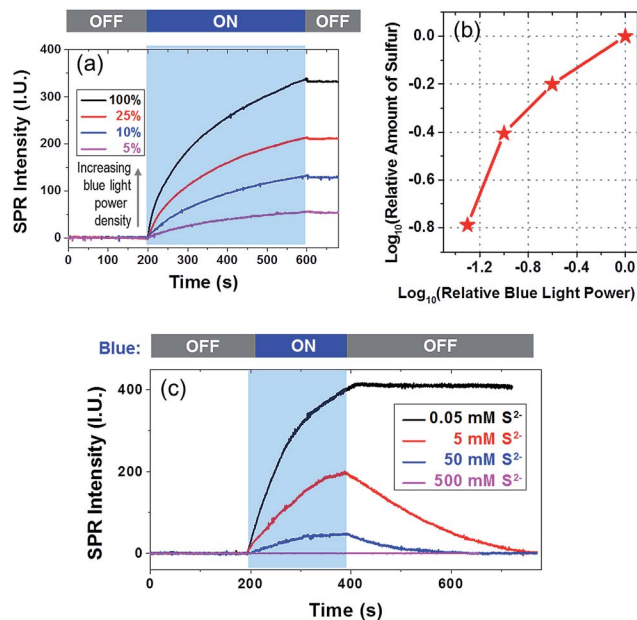 OFF ON OFF
(a)
400
300
200
100
0
SPR Intensity (I.U.)
100%
25%
10%
5%
Increasing
blue light
power
density
0 100 200 300 400 500 600 700
Time (s)
(b)
0.0
-0.2
-0.4
-0.6
-0.8
Log10(Relative Amount of Sulfur)
-1.2 -0.8 -0.4 0.0
Log10(Relative Blue Light Power)
Blue: OFF ON OFF
(c)
400
200
0
SPR Intensity (I.U.)
0.05 mM S2-
5 mM S2-
50 mM S2-
500 mM S2-
0 200 400 600
Time (s)